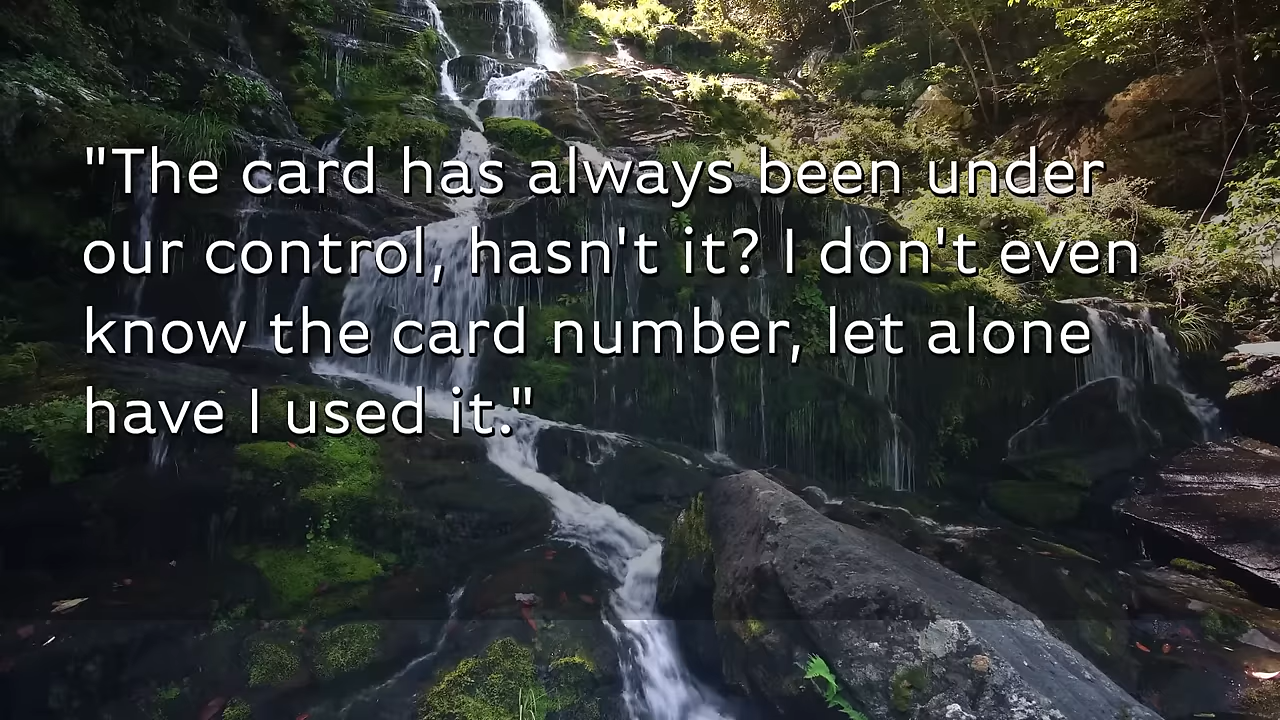 "The card has always been under
our control, hasn't it? I don't even
know the card number, let alone
have I used it."